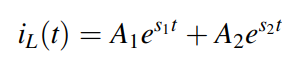 i_L(t) = A_1e^{s_1t} + A_2e^{s_2t}